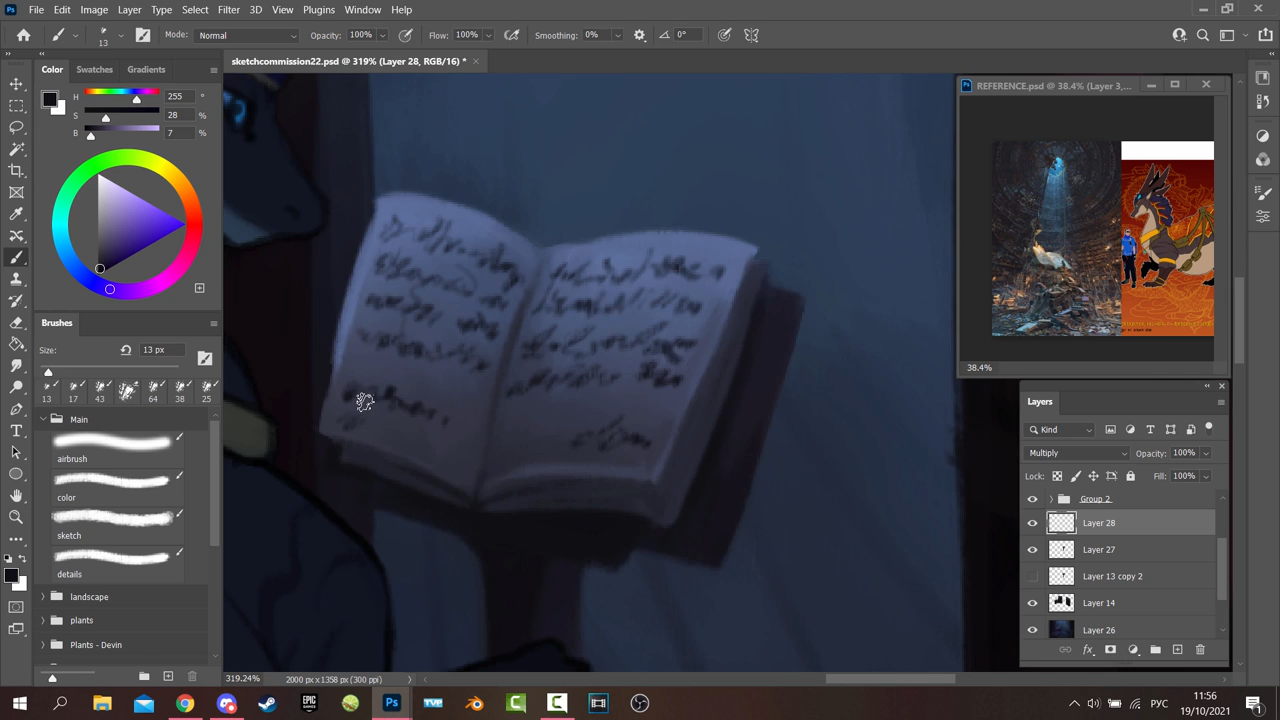 File Edit Image Layer Type Select Filter 3D View Plugins Window Help
13 Mode: Normal Opacity: 100% Flow: 100% Smoothing: 0% 0°
sketchcommission22.psd @ 319% (Layer 28, RGB/16) *
Color Swatches Gradients
H 255 °
S 28 %
B 7 %
Brushes
Size: 13 px
13 17 43 64 38 25
Main
airbrush
color
sketch
details
landscape
plants
Plants - Devin
REFERENCE.psd @ 38.4% (Layer 3,...
38.4%
Layers
Kind
Multiply Opacity: 100%
Lock: Fill: 100%
Group 2
Layer 28
Layer 27
Layer 13 copy 2
Layer 14
Layer 26
319.24% 2000 px x 1358 px (300 ppi)
РУС 11:56
19/10/2021